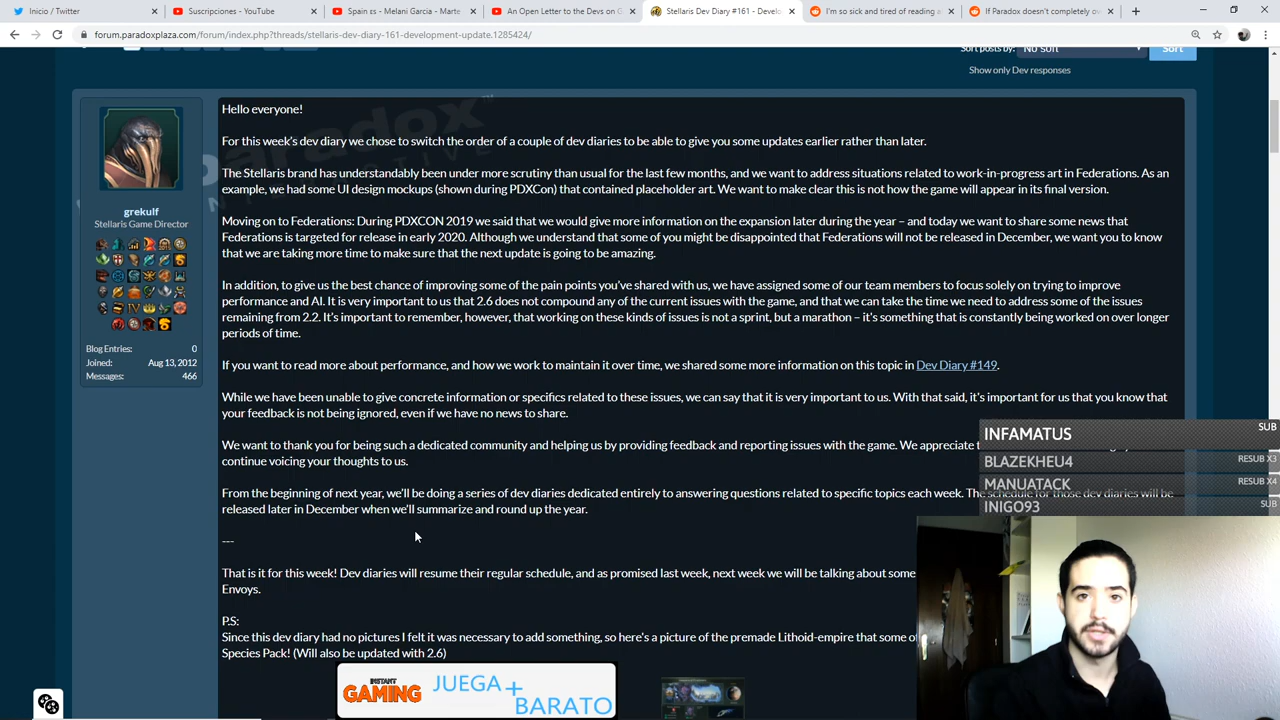 Inicio / Twitter
Suscripciones - YouTube
Spain cs - Melani Garcia - Marte
An Open Letter to the Devs on G
Stellaris Dev Diary #161 - Develo
I'm so sick and tired of reading a
If Paradox doesn't completely ov
forum.paradoxplaza.com/forum/index.php?threads/stellaris-dev-diary-161-development-update.1285424/
Sort posts by:
No Sort
Sort
Show only Dev responses
paradox
Hello everyone!
For this week's dev diary we chose to switch the order of a couple of dev diaries to be able to give you some updates earlier rather than later.
The Stellaris brand has understandably been under more scrutiny than usual for the last few months, and we want to address situations related to work-in-progress art in Federations. As an
example, we had some UI design mockups (shown during PDXCon) that contained placeholder art. We want to make clear this is not how the game will appear in its final version.
grekulf
Stellaris Game Director
Moving on to Federations: During PDXCON 2019 we said that we would give more information on the expansion later during the year – and today we want to share some news that
Federations is targeted for release in early 2020. Although we understand that some of you might be disappointed that Federations will not be released in December, we want you to know
that we are taking more time to make sure that the next update is going to be amazing.
In addition, to give us the best chance of improving some of the pain points you've shared with us, we have assigned some of our team members to focus solely on trying to improve
performance and AI. It is very important to us that 2.6 does not compound any of the current issues with the game, and that we can take the time we need to address some of the issues
remaining from 2.2. It's important to remember, however, that working on these kinds of issues is not a sprint, but a marathon – it's something that is constantly being worked on over longer
periods of time.
Blog Entries: 0
Joined: Aug 13, 2012
Messages: 466
If you want to read more about performance, and how we work to maintain it over time, we shared some more information on this topic in Dev Diary #149.
While we have been unable to give concrete information or specifics related to these issues, we can say that it is very important to us. With that said, it's important for us that you know that
your feedback is not being ignored, even if we have no news to share.
We want to thank you for being such a dedicated community and helping us by providing feedback and reporting issues with the game. We appreciate
continue voicing your thoughts to us.
From the beginning of next year, we'll be doing a series of dev diaries dedicated entirely to answering questions related to specific topics each week. The schedule for those dev diaries will be
released later in December when we'll summarize and round up the year.
---
That is it for this week! Dev diaries will resume their regular schedule, and as promised last week, next week we will be talking about some
Envoys.
P.S:
Since this dev diary had no pictures I felt it was necessary to add something, so here's a picture of the premade Lithoid-empire that some of
Species Pack! (Will also be updated with 2.6)
INFAMATUS SUB
BLAZEKHEU4 RESUB X3
MANUATACK RESUB X4
INIGO93 SUB
INSTANT
GAMING
JUEGA+
BARATO